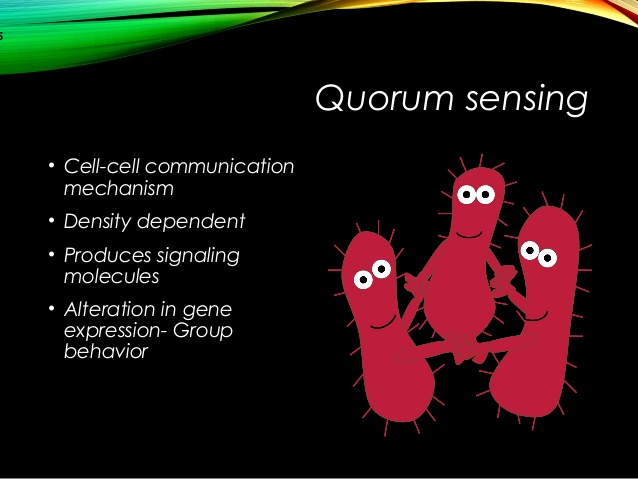 Quorum sensing
• Cell-cell communication
mechanism
• Density dependent
• Produces signaling
molecules
• Alteration in gene
expression- Group
behavior